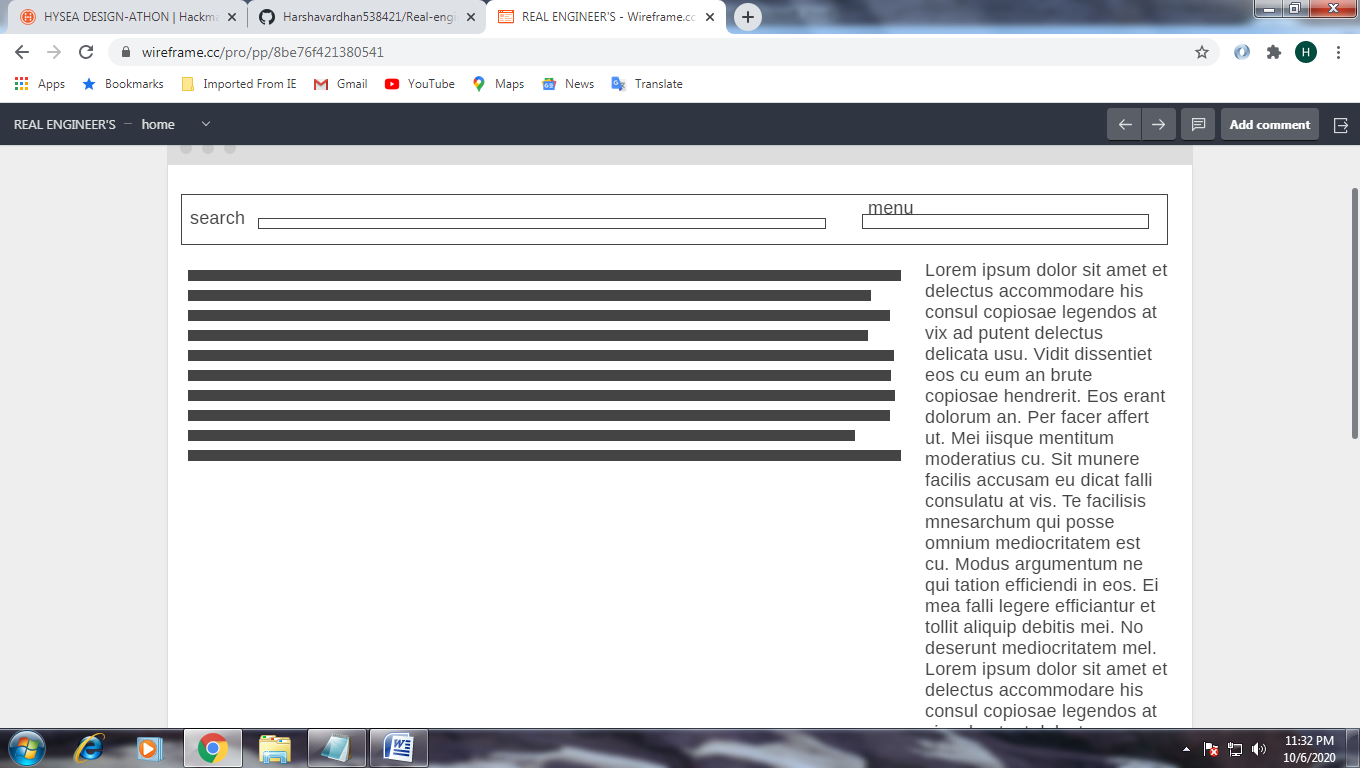 HYSEA DESIGN-ATHON | Hackma
Harshavardhan538421/Real-engi
REAL ENGINEER'S - Wireframe.cc
wireframe.cc/pro/pp/8be76f421380541
H
Apps
Bookmarks
Imported From IE
Gmail
YouTube
Maps
News
Translate
REAL ENGINEER'S – home
Add comment
search
menu
Lorem ipsum dolor sit amet et
delectus accommodare his
consul copiosae legendos at
vix ad putent delectus
delicata usu. Vidit dissentiet
eos cu eum an brute
copiosae hendrerit. Eos erant
dolorum an. Per facer affert
ut. Mei iisque mentitum
moderatius cu. Sit munere
facilis accusam eu dicat falli
consulatu at vis. Te facilisis
mnesarchum qui posse
omnium mediocritatem est
cu. Modus argumentum ne
qui tation efficiendi in eos. Ei
mea falli legere efficiantur et
tollit aliquip debitis mei. No
deserunt mediocritatem mel.
Lorem ipsum dolor sit amet et
delectus accommodare his
consul copiosae legendos at
11:32 PM
10/6/2020